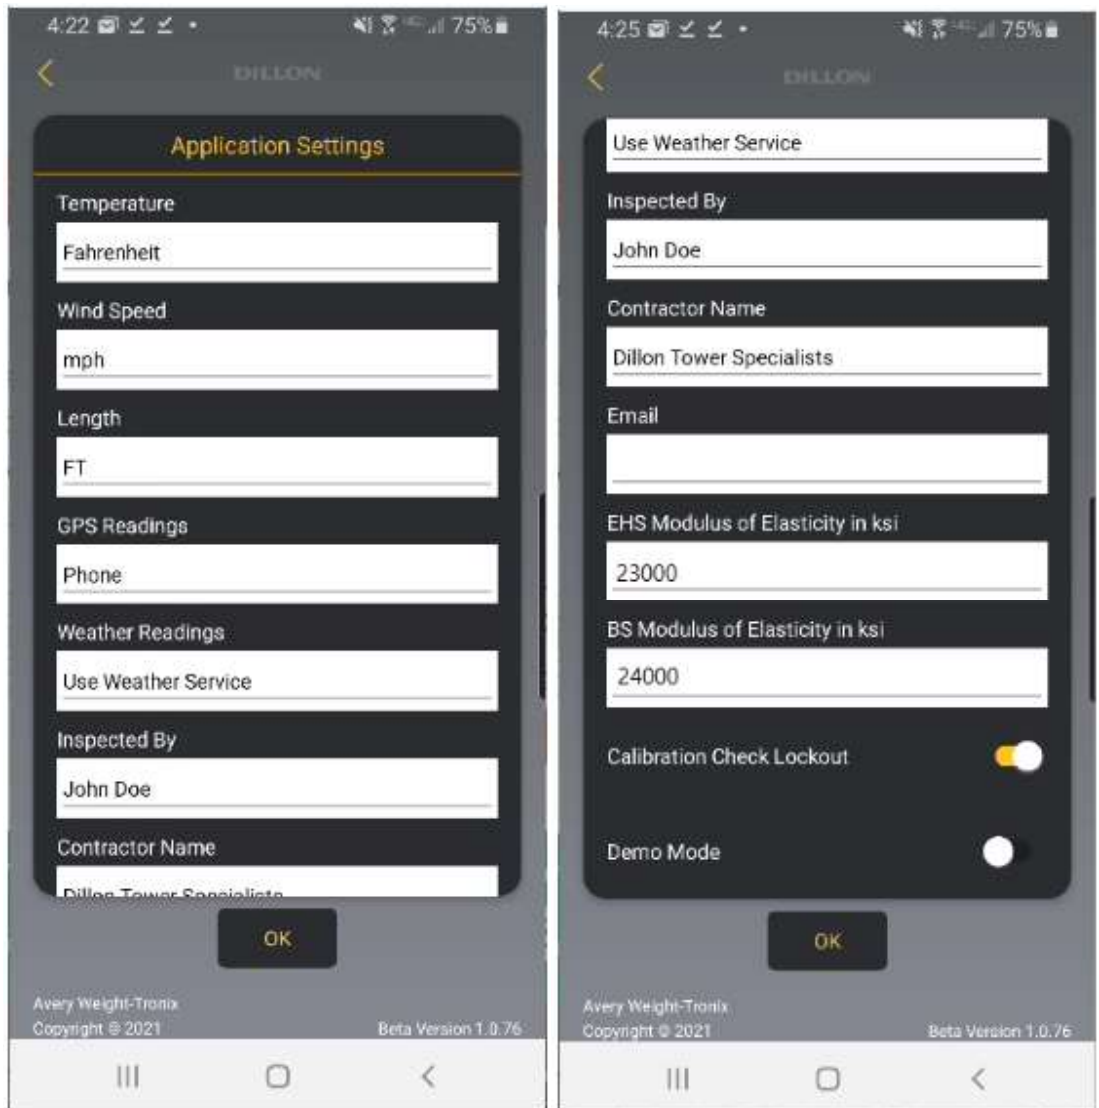 4:22
75%
DILLON
Application Settings
Temperature
Fahrenheit
Wind Speed
mph
Length
FT
GPS Readings
Phone
Weather Readings
Use Weather Service
Inspected By
John Doe
Contractor Name
Dillon Tower Specialists
OK
Avery Weight-Tronix
Copyright © 2021
Beta Version 1.0.76
4:25
75%
DILLON
Use Weather Service
Inspected By
John Doe
Contractor Name
Dillon Tower Specialists
Email
EHS Modulus of Elasticity in ksi
23000
BS Modulus of Elasticity in ksi
24000
Calibration Check Lockout
Demo Mode
OK
Avery Weight-Tronix
Copyright © 2021
Beta Version 1.0.76